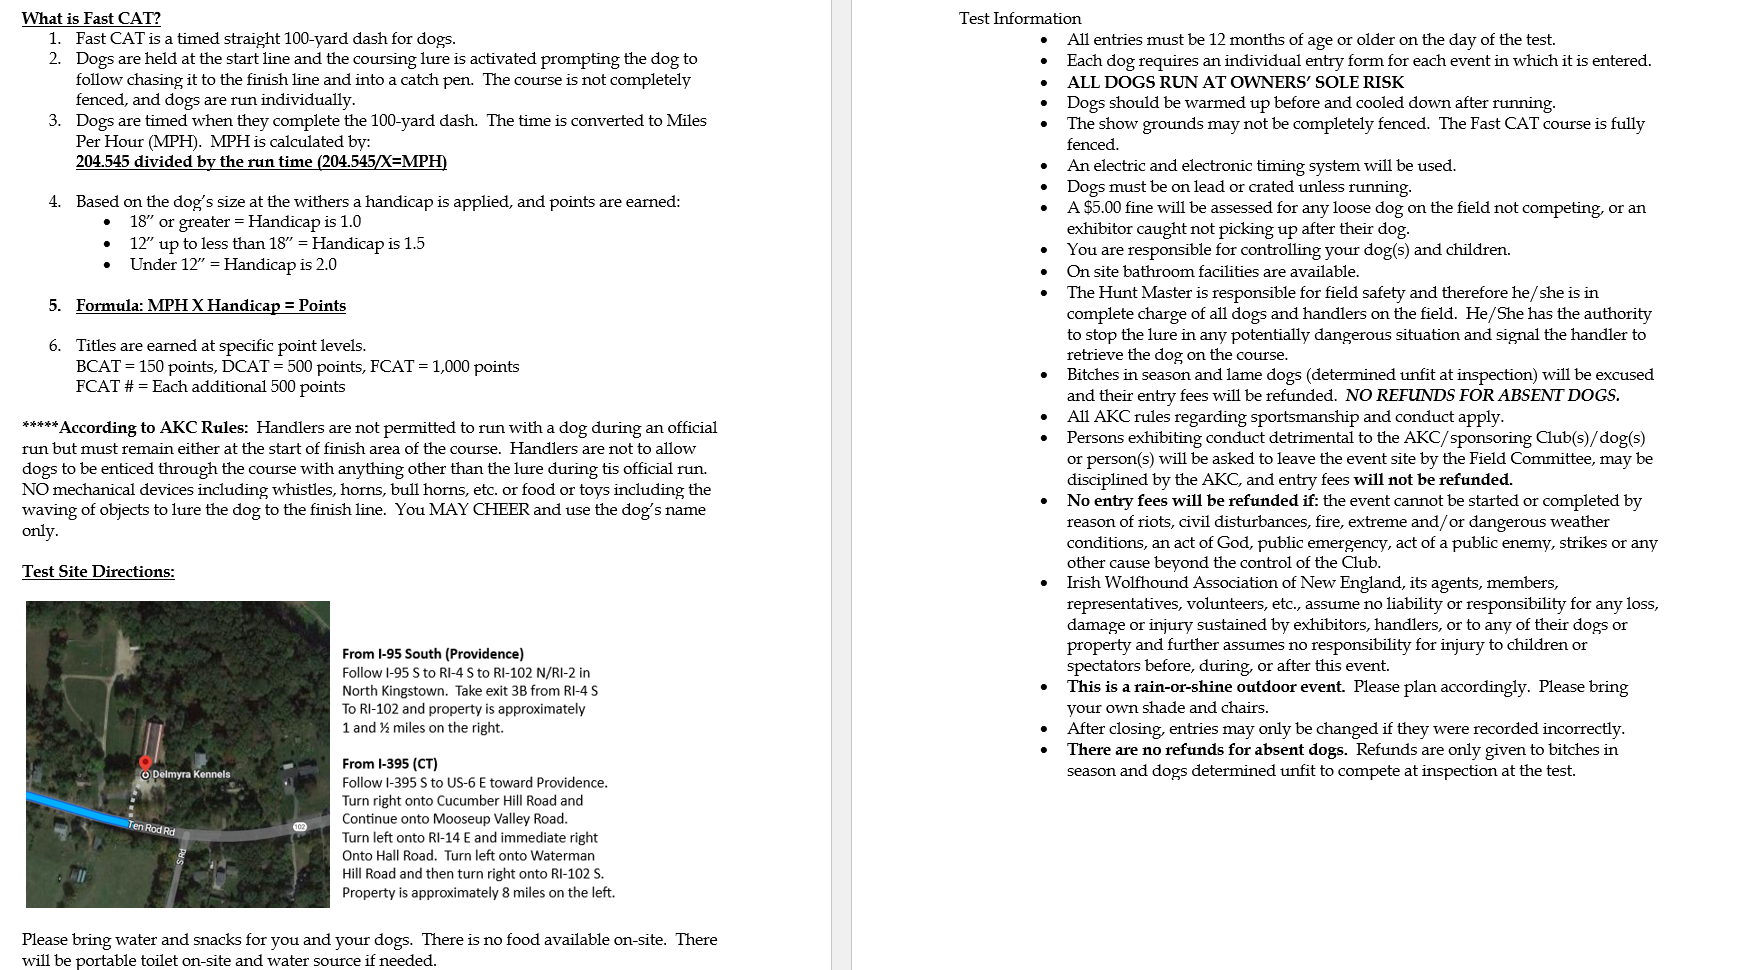 What is Fast CAT?
1. Fast CAT is a timed straight 100-yard dash for dogs.
2. Dogs are held at the start line and the coursing lure is activated prompting the dog to
follow chasing it to the finish line and into a catch pen. The course is not completely
fenced, and dogs are run individually.
3. Dogs are timed when they complete the 100-yard dash. The time is converted to Miles
Per Hour (MPH). MPH is calculated by:
204.545 divided by the run time (204.545/X=MPH)
4. Based on the dog’s size at the withers a handicap is applied, and points are earned:
• 18” or greater = Handicap is 1.0
• 12” up to less than 18” = Handicap is 1.5
• Under 12” = Handicap is 2.0
5. Formula: MPH X Handicap = Points
6. Titles are earned at specific point levels.
BCAT = 150 points, DCAT = 500 points, FCAT = 1,000 points
FCAT # = Each additional 500 points
*****According to AKC Rules: Handlers are not permitted to run with a dog during an official
run but must remain either at the start of finish area of the course. Handlers are not to allow
dogs to be enticed through the course with anything other than the lure during tis official run.
NO mechanical devices including whistles, horns, bull horns, etc. or food or toys including the
waving of objects to lure the dog to the finish line. You MAY CHEER and use the dog’s name
only.
Test Site Directions:
Delmyra Kennels
Ten Rod Rd
102
S Rd
From I-95 South (Providence)
Follow I-95 S to RI-4 S to RI-102 N/RI-2 in
North Kingstown. Take exit 3B from RI-4 S
To RI-102 and property is approximately
1 and ½ miles on the right.
From I-395 (CT)
Follow I-395 S to US-6 E toward Providence.
Turn right onto Cucumber Hill Road and
Continue onto Mooseup Valley Road.
Turn left onto RI-14 E and immediate right
Onto Hall Road. Turn left onto Waterman
Hill Road and then turn right onto RI-102 S.
Property is approximately 8 miles on the left.
Please bring water and snacks for you and your dogs. There is no food available on-site. There
will be portable toilet on-site and water source if needed.
Test Information
• All entries must be 12 months of age or older on the day of the test.
• Each dog requires an individual entry form for each event in which it is entered.
• ALL DOGS RUN AT OWNERS’ SOLE RISK
• Dogs should be warmed up before and cooled down after running.
• The show grounds may not be completely fenced. The Fast CAT course is fully
fenced.
• An electric and electronic timing system will be used.
• Dogs must be on lead or crated unless running.
• A $5.00 fine will be assessed for any loose dog on the field not competing, or an
exhibitor caught not picking up after their dog.
• You are responsible for controlling your dog(s) and children.
• On site bathroom facilities are available.
• The Hunt Master is responsible for field safety and therefore he/she is in
complete charge of all dogs and handlers on the field. He/She has the authority
to stop the lure in any potentially dangerous situation and signal the handler to
retrieve the dog on the course.
• Bitches in season and lame dogs (determined unfit at inspection) will be excused
and their entry fees will be refunded. NO REFUNDS FOR ABSENT DOGS.
• All AKC rules regarding sportsmanship and conduct apply.
• Persons exhibiting conduct detrimental to the AKC/sponsoring Club(s)/dog(s)
or person(s) will be asked to leave the event site by the Field Committee, may be
disciplined by the AKC, and entry fees will not be refunded.
• No entry fees will be refunded if: the event cannot be started or completed by
reason of riots, civil disturbances, fire, extreme and/or dangerous weather
conditions, an act of God, public emergency, act of a public enemy, strikes or any
other cause beyond the control of the Club.
• Irish Wolfhound Association of New England, its agents, members,
representatives, volunteers, etc., assume no liability or responsibility for any loss,
damage or injury sustained by exhibitors, handlers, or to any of their dogs or
property and further assumes no responsibility for injury to children or
spectators before, during, or after this event.
• This is a rain-or-shine outdoor event. Please plan accordingly. Please bring
your own shade and chairs.
• After closing, entries may only be changed if they were recorded incorrectly.
• There are no refunds for absent dogs. Refunds are only given to bitches in
season and dogs determined unfit to compete at inspection at the test.